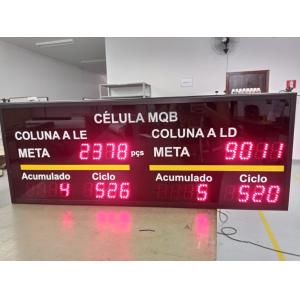 CÉLULA MQB
COLUNA A LE COLUNA A LD
META 2378 pçs META 9011
Acumulado Ciclo Acumulado Ciclo
4 526 5 520